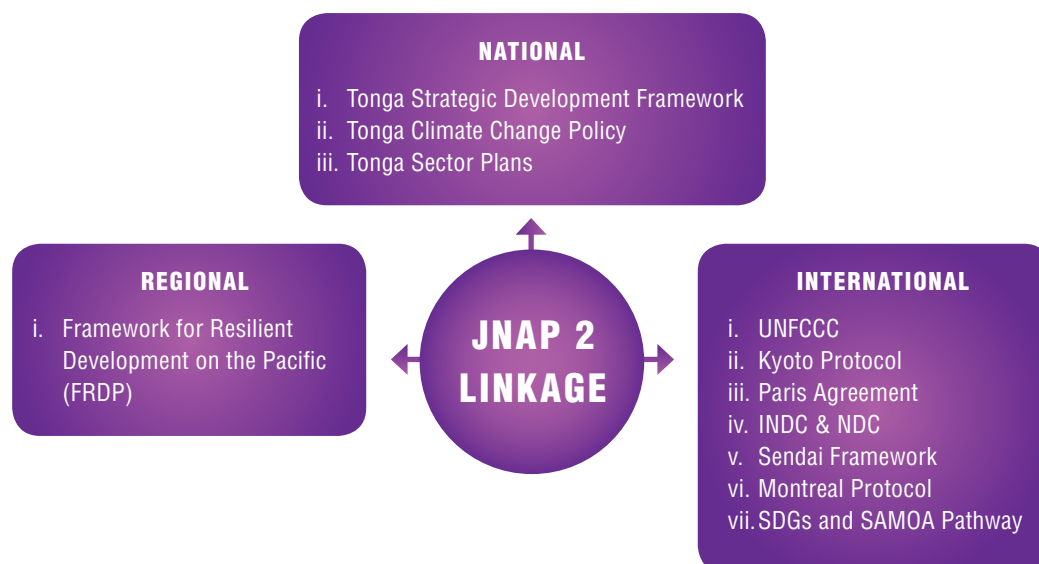 NATIONAL
i. Tonga Strategic Development Framework
ii. Tonga Climate Change Policy
iii. Tonga Sector Plans
REGIONAL
i. Framework for Resilient
Development on the Pacific
(FRDP)
JNAP 2
LINKAGE
INTERNATIONAL
i. UNFCCC
ii. Kyoto Protocol
iii. Paris Agreement
iv. INDC & NDC
v. Sendai Framework
vi. Montreal Protocol
vii. SDGs and SAMOA Pathway